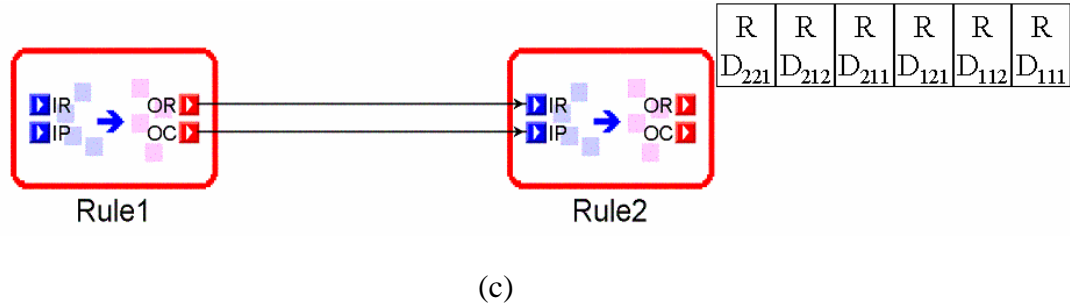 R R R R R R
D₂₂₁ D₂₁₂ D₂₁₁ D₁₂₁ D₁₁₂ D₁₁₁
IR OR IR OR
IP OC IP OC
Rule1 Rule2
(c)